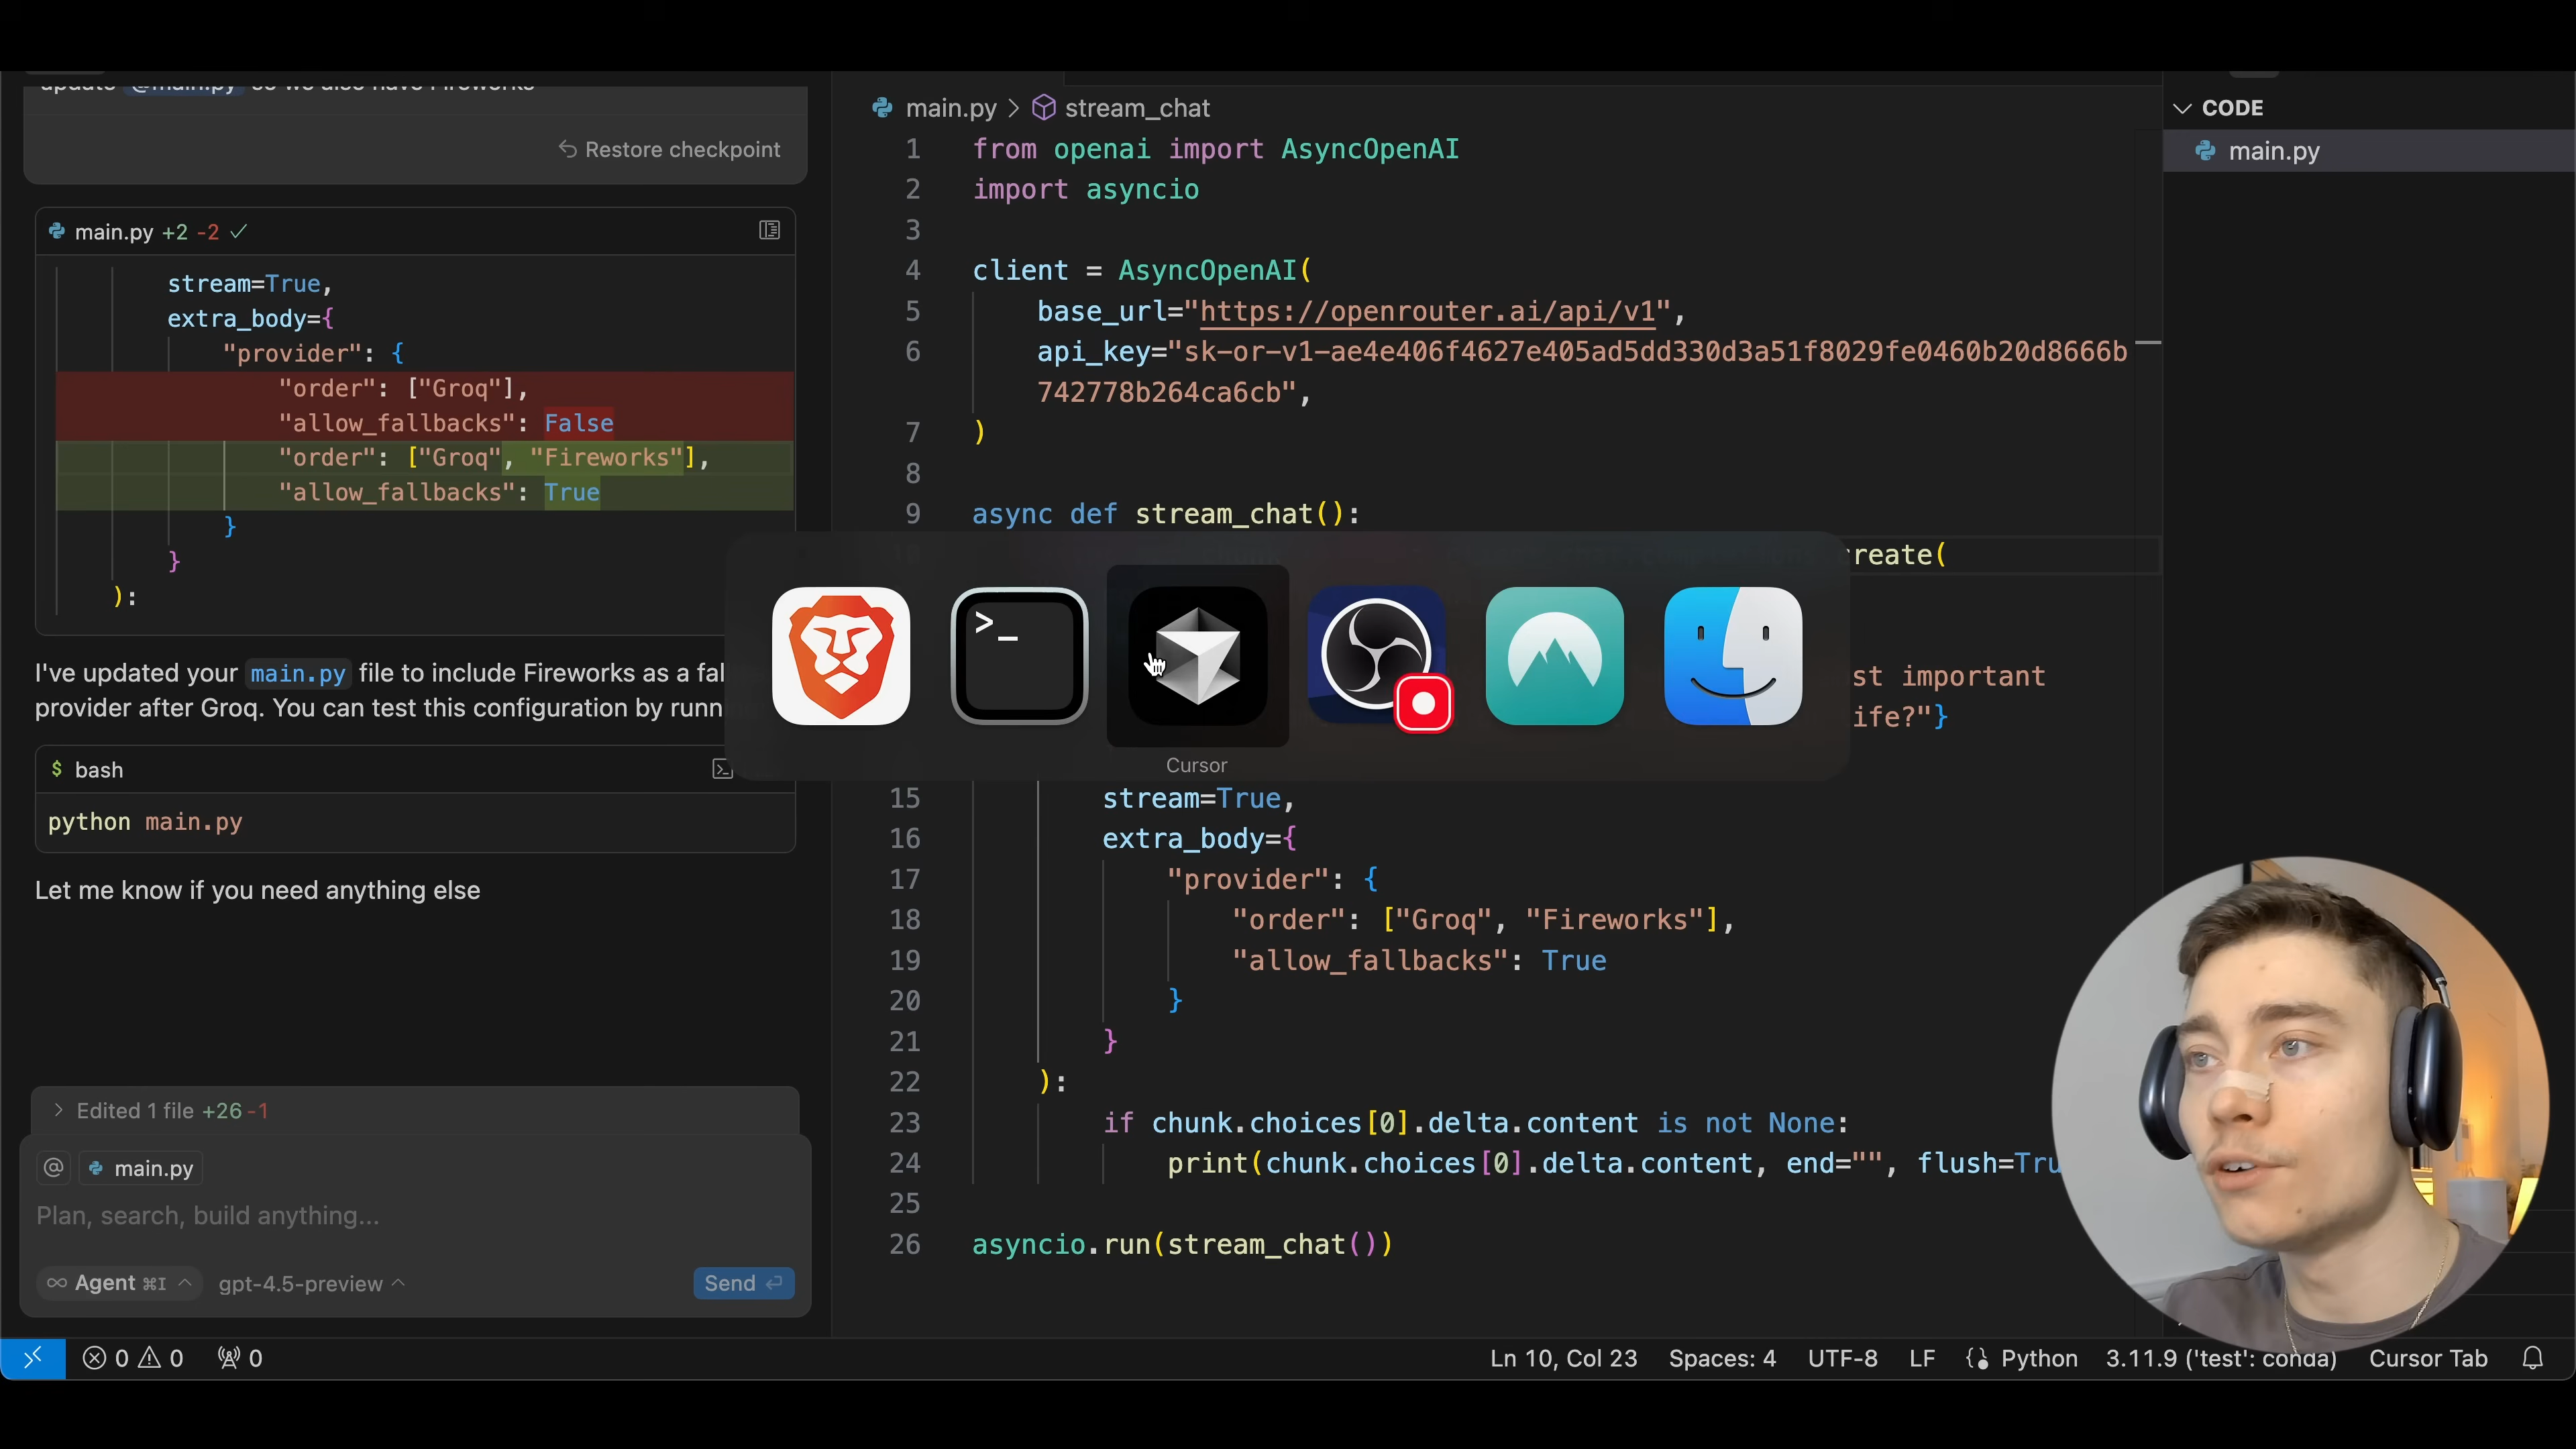 Restore checkpoint
main.py +2 -2
stream=True,
extra_body={
"provider": {
"order": ["Groq"],
"allow_fallbacks": False
"order": ["Groq", "Fireworks"],
"allow_fallbacks": True
}
}
):
I've updated your main.py file to include Fireworks as a
provider after Groq. You can test this configuration by
$ bash
python main.py
Let me know if you need anything else
Edited 1 file +26 -1
@ main.py
Plan, search, build anything...
Agent ⌘I gpt-4.5-preview Send
main.py > stream_chat
1 from openai import AsyncOpenAI
2 import asyncio
3
4 client = AsyncOpenAI(
5 base_url="https://openrouter.ai/api/v1",
6 api_key="sk-or-v1-ae4e406f4627e405ad5dd330d3a51f8029fe0460b20d8666b
742778b264ca6cb",
7 )
8
9 async def stream_chat():
create(
important
"}
>_
Cursor
15 stream=True,
16 extra_body={
17 "provider": {
18 "order": ["Groq", "Fireworks"],
19 "allow_fallbacks": True
20 }
21 }
22 ):
23 if chunk.choices[0].delta.content is not None:
24 print(chunk.choices[0].delta.content, end="", flush=Tru
25
26 asyncio.run(stream_chat())
CODE
main.py
0 0 0
Ln 10, Col 23 Spaces: 4 UTF-8 LF Python 3.11.9 ('test': conda) Cursor Tab